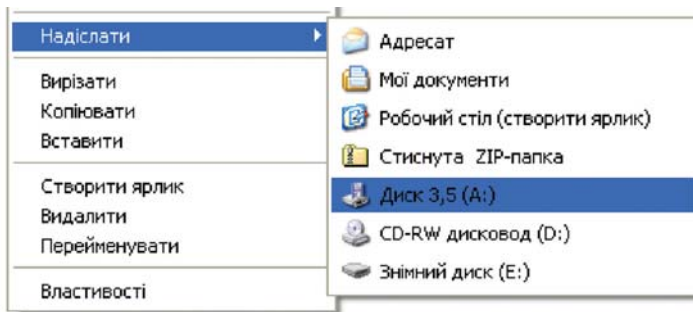 Надіслати
Вирізати
Копіювати
Вставити
Створити ярлик
Видалити
Перейменувати
Властивості
Адресат
Мої документи
Робочий стіл (створити ярлик)
Стиснута ZIP-папка
Диск 3,5 (A:)
CD-RW дисковод (D:)
Знімний диск (E:)